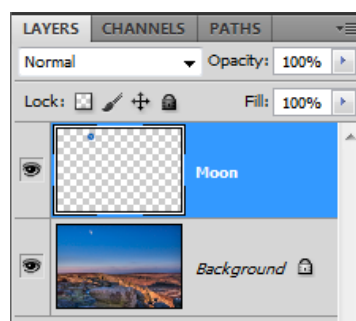 LAYERS CHANNELS PATHS
Normal Opacity: 100%
Lock: Fill: 100%
Moon
Background